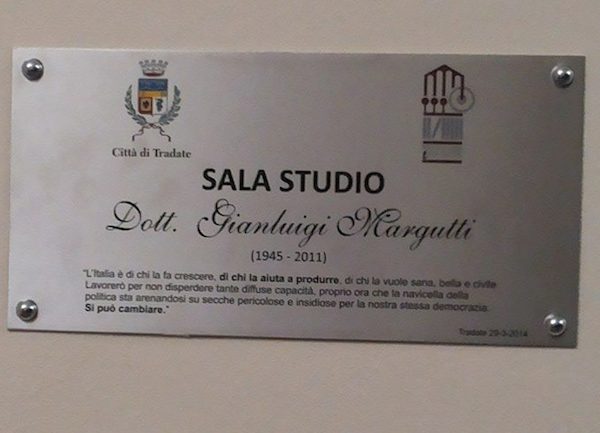 Città di Tradate
SALA STUDIO
Dott. Gianluigi Margutti
(1945 - 2011)
"L'Italia è di chi la fa crescere, di chi la aiuta a produrre, di chi la vuole sana, bella e civile
Lavorerò per non disperdere tante diffuse capacità, proprio ora che la navicella della
politica sta arenandosi su secche pericolose e insidiose per la nostra stessa democrazia.
Si può cambiare."
Tradate 29-3-2014